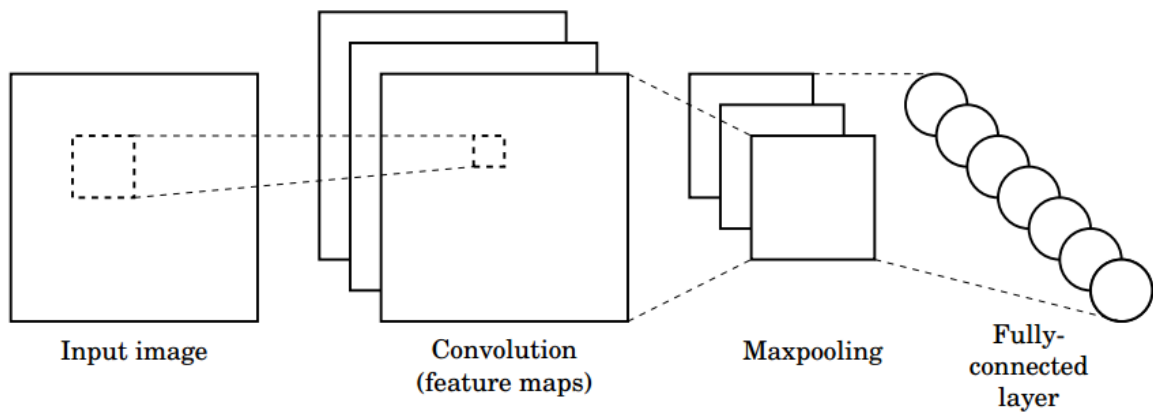 Input image
Convolution
(feature maps)
Maxpooling
Fully-
connected
layer